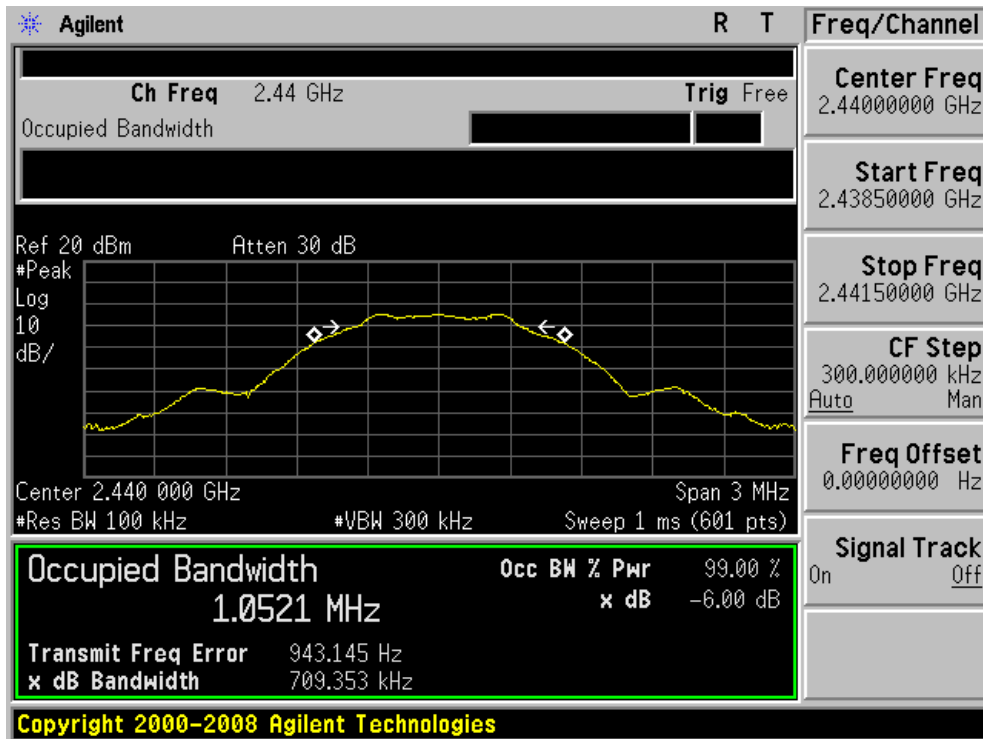 Agilent R T
Ch Freq 2.44 GHz Trig Free
Occupied Bandwidth
Ref 20 dBm Atten 30 dB
#Peak
Log
10
dB/
Center 2.440 000 GHz Span 3 MHz
#Res BW 100 kHz #VBW 300 kHz Sweep 1 ms (601 pts)
Occupied Bandwidth
1.0521 MHz
Occ BW % Pwr 99.00 %
x dB -6.00 dB
Transmit Freq Error 943.145 Hz
x dB Bandwidth 709.353 kHz
Copyright 2000-2008 Agilent Technologies
Freq/Channel
Center Freq
2.44000000 GHz
Start Freq
2.43850000 GHz
Stop Freq
2.44150000 GHz
CF Step
300.000000 kHz
Auto Man
Freq Offset
0.00000000 Hz
Signal Track
On Off